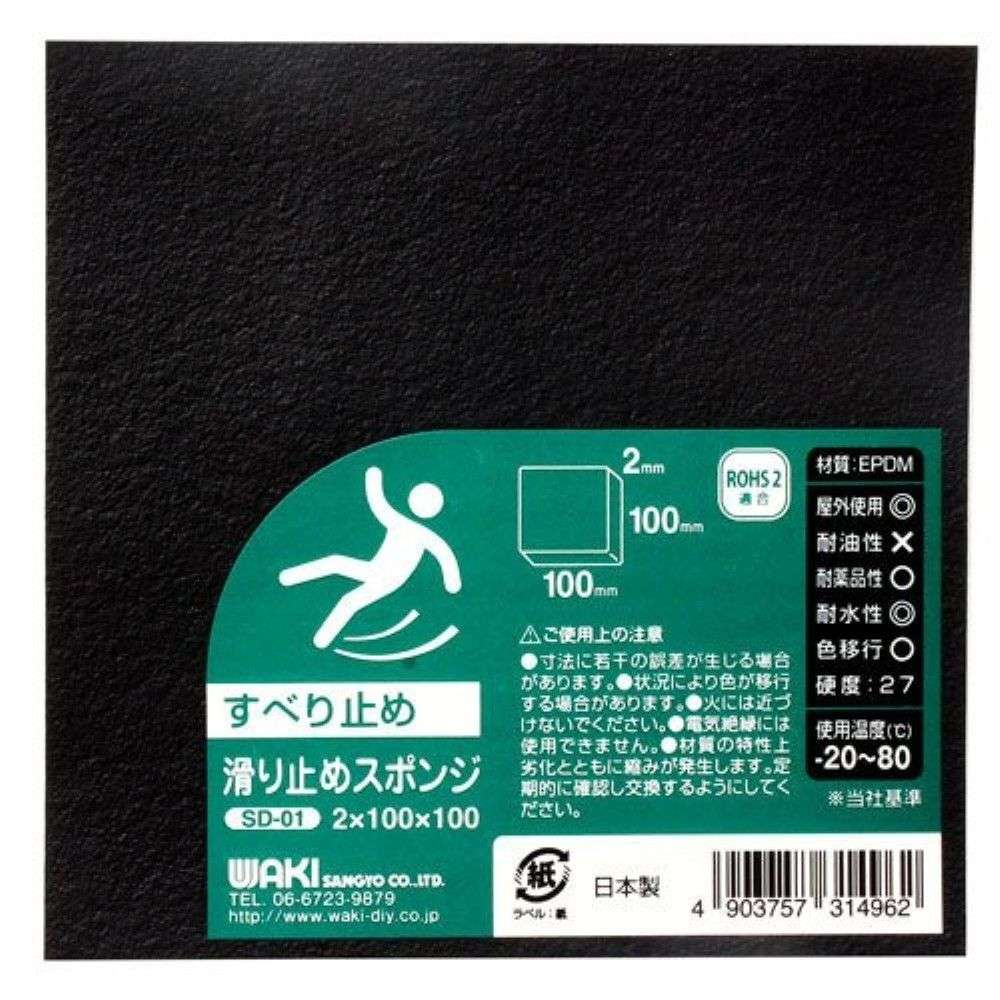 2mm
100mm
100mm
ROHS 2
適合
材質:EPDM
屋外使用 ◎
耐油性 ×
耐薬品性 ○
耐水性 ◎
色移行 ○
硬度:27
使用温度(℃)
-20〜80
※当社基準
⚠ご使用上の注意
●寸法に若干の誤差が生じる場合
があります。●状況により色が移行
する場合があります。●火には近づ
けないでください。●電気絶縁には
使用できません。●材質の特性上
劣化とともに縮みが発生します。定
期的に確認し交換するようにしてく
ださい。
すべり止め
滑り止めスポンジ
SD-01 2×100×100
WAKI SANGYO CO.,LTD.
TEL. 06-6723-9879
http://www.waki-diy.co.jp
紙
ラベル:紙
日本製
4 903757 314962